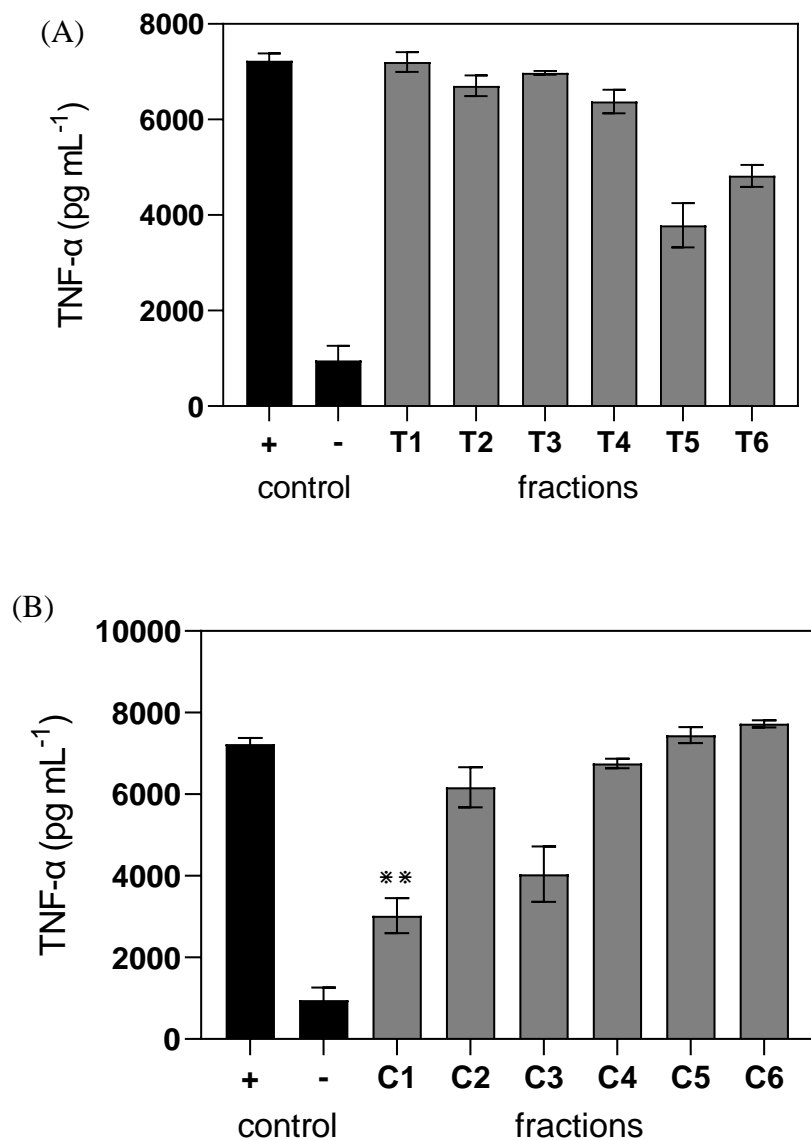 (A)
TNF-α (pg mL⁻¹)
8000
6000
4000
2000
0
+ - T1 T2 T3 T4 T5 T6
control fractions
(B)
TNF-α (pg mL⁻¹)
10000
8000
6000
4000
2000
0
**
+ - C1 C2 C3 C4 C5 C6
control fractions